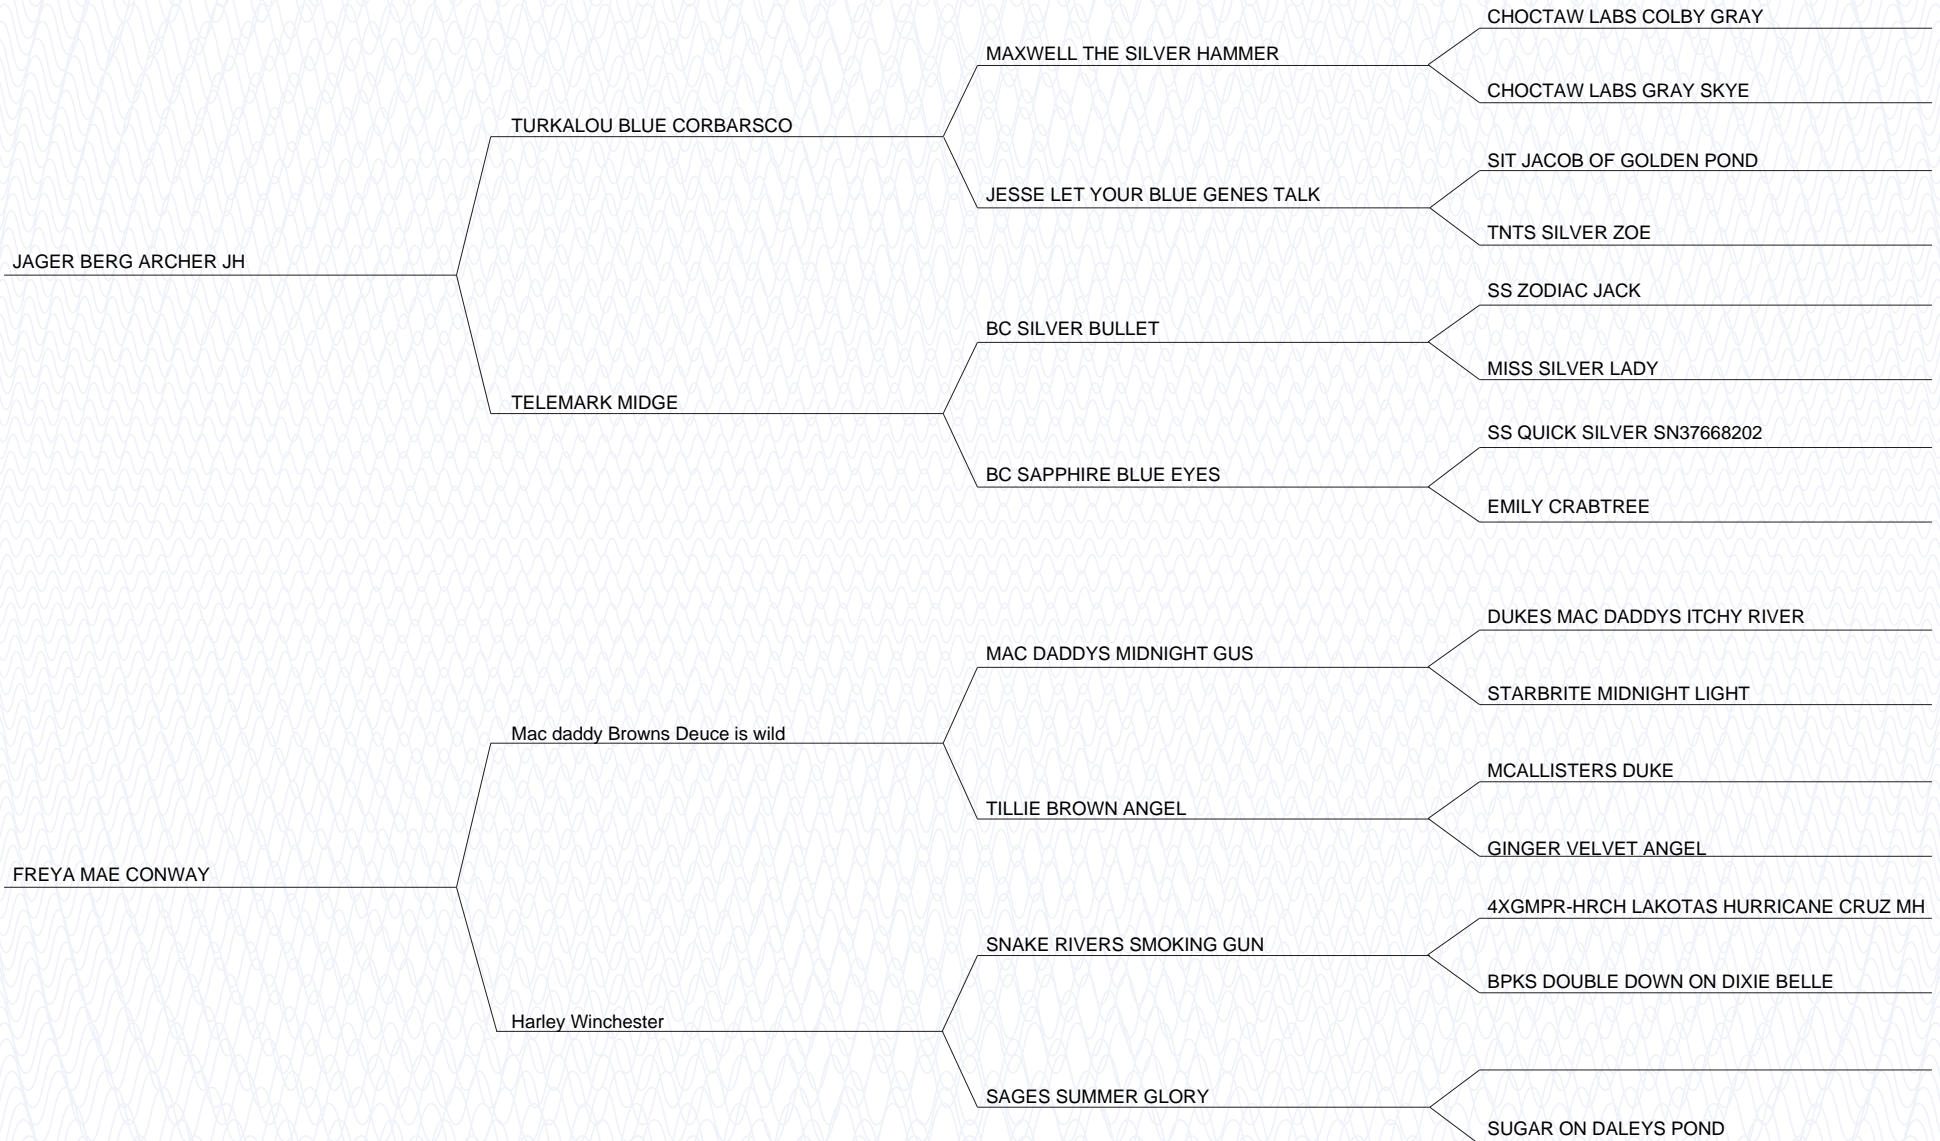 CHOCTAW LABS COLBY GRAY
MAXWELL THE SILVER HAMMER
CHOCTAW LABS GRAY SKYE
TURKALOU BLUE CORBARSCO
SIT JACOB OF GOLDEN POND
JESSE LET YOUR BLUE GENES TALK
TNTS SILVER ZOE
JAGER BERG ARCHER JH
SS ZODIAC JACK
BC SILVER BULLET
MISS SILVER LADY
TELEMARK MIDGE
SS QUICK SILVER SN37668202
BC SAPPHIRE BLUE EYES
EMILY CRABTREE
DUKES MAC DADDYS ITCHY RIVER
MAC DADDYS MIDNIGHT GUS
STARBRITE MIDNIGHT LIGHT
Mac daddy Browns Deuce is wild
MCALLISTERS DUKE
TILLIE BROWN ANGEL
GINGER VELVET ANGEL
FREYA MAE CONWAY
4XGMPR-HRCH LAKOTAS HURRICANE CRUZ MH
SNAKE RIVERS SMOKING GUN
BPKS DOUBLE DOWN ON DIXIE BELLE
Harley Winchester
SAGES SUMMER GLORY
SUGAR ON DALEYS POND